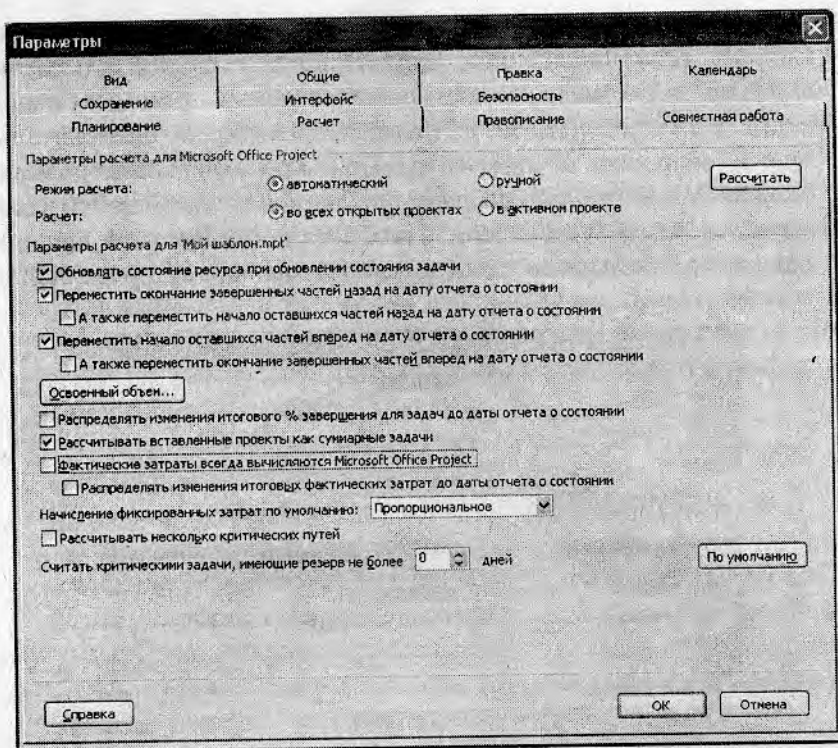 Параметры
Вид Общие Правка Календарь
Сохранение Интерфейс Безопасность
Планирование Расчет Правописание Совместная работа
Параметры расчета для Microsoft Office Project
Режим расчета: автоматический ручной Рассчитать
Расчет: во всех открытых проектах в активном проекте
Параметры расчета для 'Мой шаблон.mpt'
Обновлять состояние ресурса при обновлении состояния задачи
Переместить окончание завершенных частей назад на дату отчета о состоянии
А также переместить начало оставшихся частей назад на дату отчета о состоянии
Переместить начало оставшихся частей вперед на дату отчета о состоянии
А также переместить окончание завершенных частей вперед на дату отчета о состоянии
Освоенный объем...
Распределять изменения итогового % завершения для задач до даты отчета о состоянии
Рассчитывать вставленные проекты как суммарные задачи
Фактические затраты всегда вычисляются Microsoft Office Project
Распределять изменения итоговых фактических затрат до даты отчета о состоянии
Начисление фиксированных затрат по умолчанию: Пропорциональное
Рассчитывать несколько критических путей
Считать критическими задачи, имеющие резерв не более 0 дней По умолчанию
Справка OK Отмена